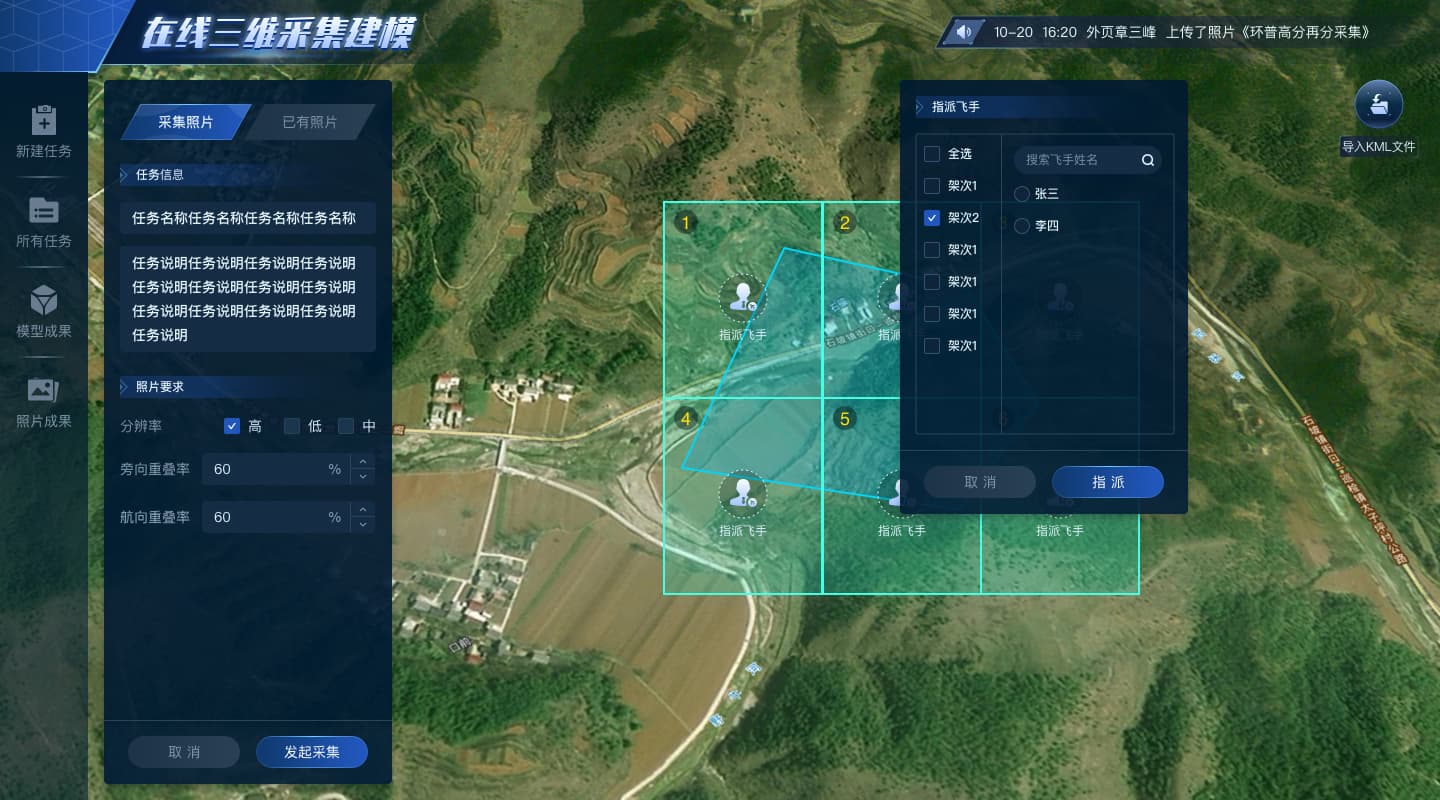 在线三维采集建模
10-20 16:20 外页章三峰 上传了照片《环普高分再分采集》
新建任务
所有任务
模型成果
照片成果
采集照片
已有照片
任务信息
任务名称任务名称任务名称任务名称
任务说明任务说明任务说明任务说明
任务说明任务说明任务说明任务说明
任务说明任务说明任务说明任务说明
任务说明
照片要求
分辨率
高
低
中
旁向重叠率
60
%
航向重叠率
60
%
取消
发起采集
导入KML文件
指派飞手
全选
架次1
架次2
架次1
架次1
架次1
架次1
搜索飞手姓名
张三
李四
取消
指派
1
2
3
指派飞手
指派飞
4
5
6
指派飞手
指派飞手
指派飞手